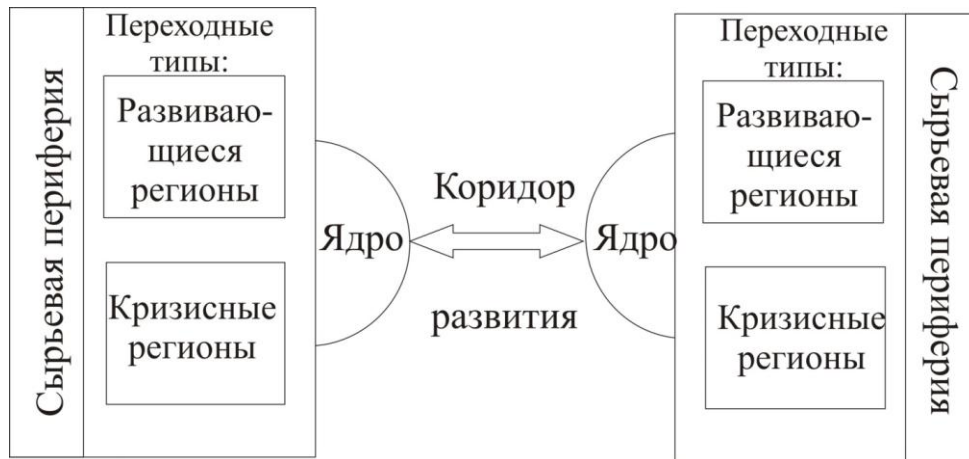 Сырьевая периферия
Переходные
типы:
Развиваю-
щиеся
регионы
Кризисные
регионы
Ядро
Коридор
развития
Ядро
Переходные
типы:
Развиваю-
щиеся
регионы
Кризисные
регионы
Сырьевая периферия